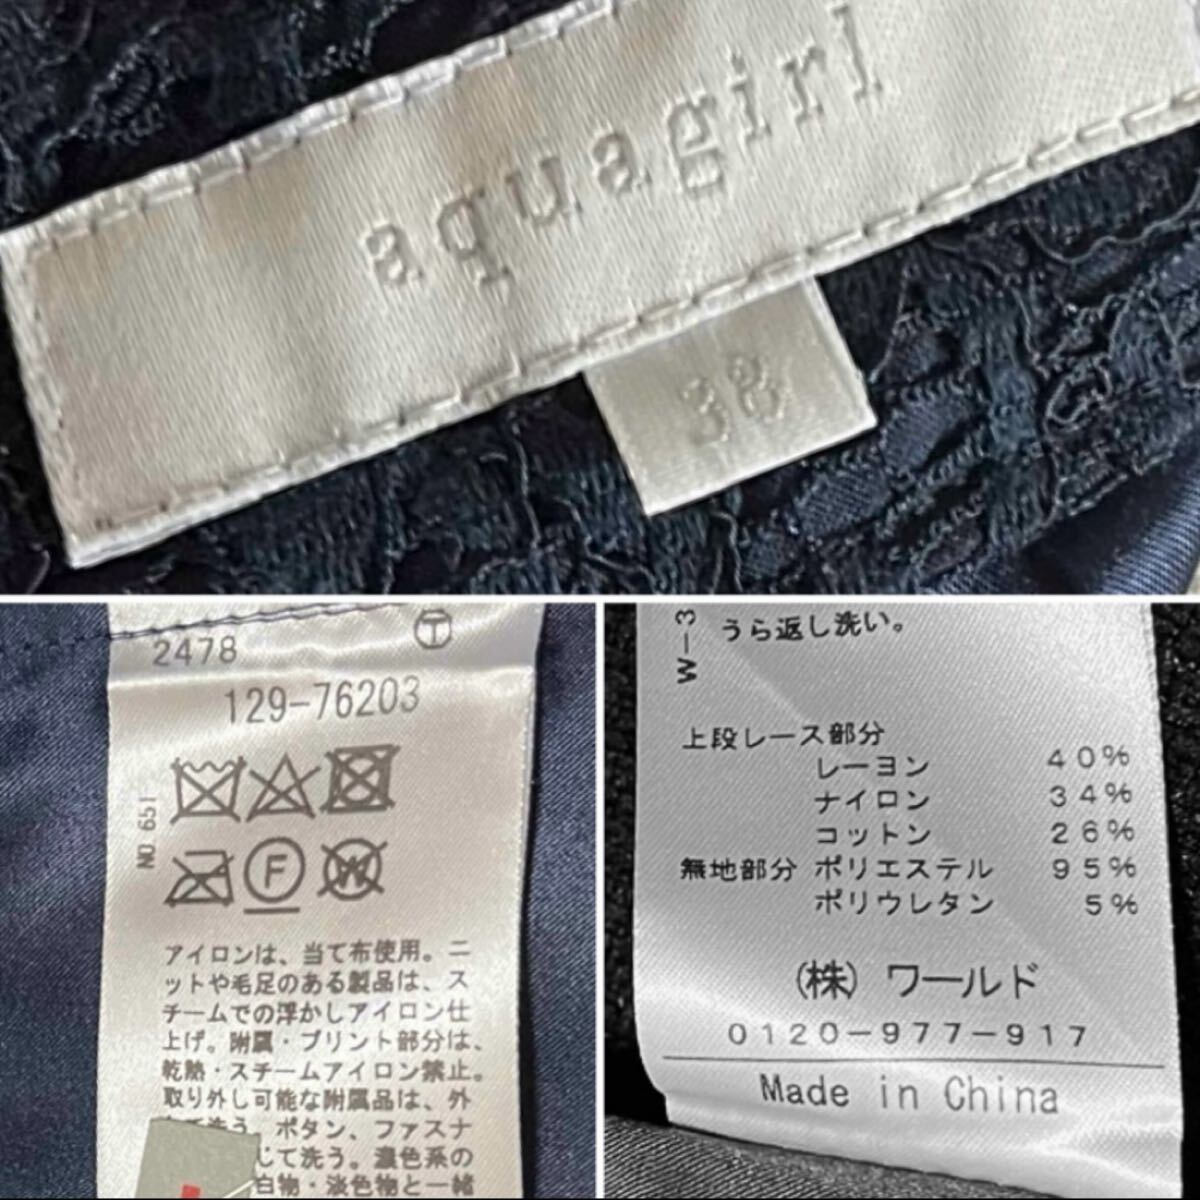 aquagirl
38
2478
T
129-76203
NO.651
F
W
アイロンは、当て布使用。ニ
ットや毛足のある製品は、ス
チームでの浮かしアイロン仕
上げ。附属・プリント部分は、
乾熱・スチームアイロン禁止。
取り外し可能な附属品は、外
て洗う。ボタン、ファスナ
じて洗う。濃色系の
白物・淡色物と一緒
W-3
うら返し洗い。
上段レース部分
レーヨン 40%
ナイロン 34%
コットン 26%
無地部分 ポリエステル 95%
ポリウレタン 5%
(株)ワールド
0120-977-917
Made in China